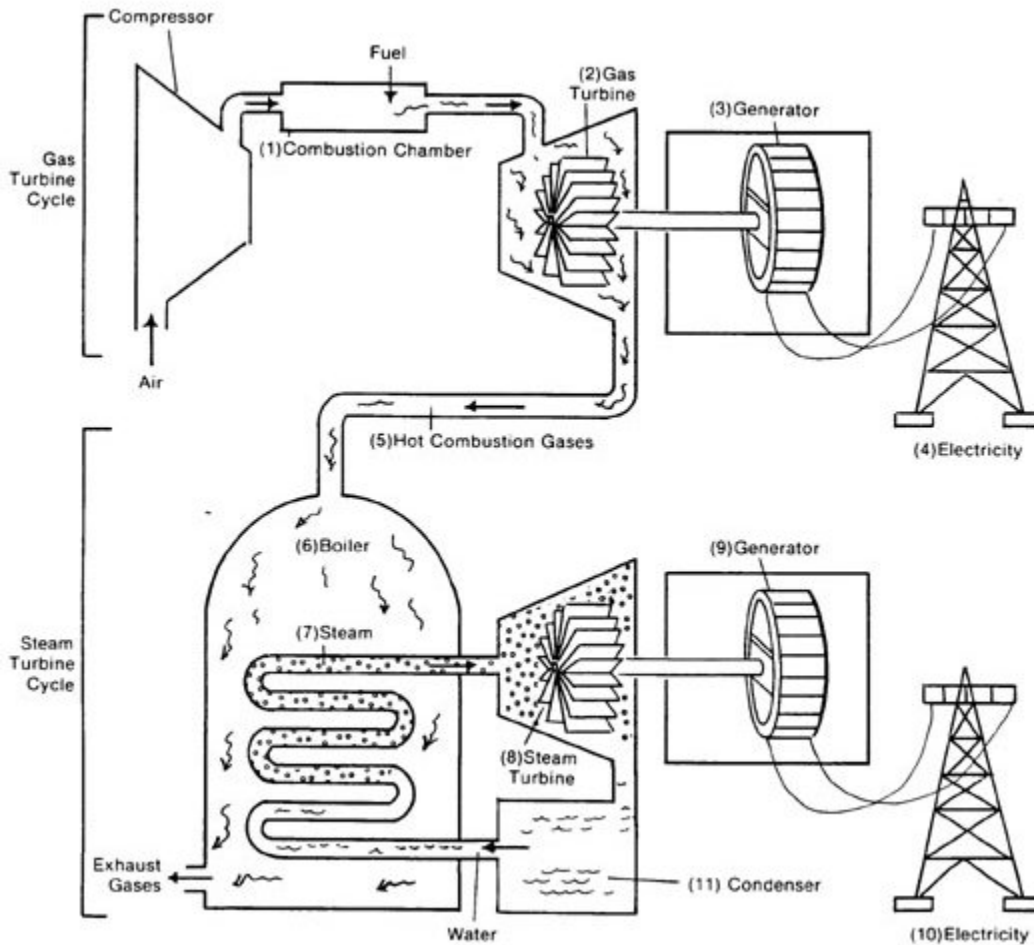 Compressor
Fuel
(2)Gas
Turbine
(3)Generator
(1)Combustion Chamber
Gas
Turbine
Cycle
Air
(5)Hot Combustion Gases
(4)Electricity
(6)Boiler
(9)Generator
(7)Steam
Steam
Turbine
Cycle
(8)Steam
Turbine
Exhaust
Gases
(11) Condenser
Water
(10)Electricity